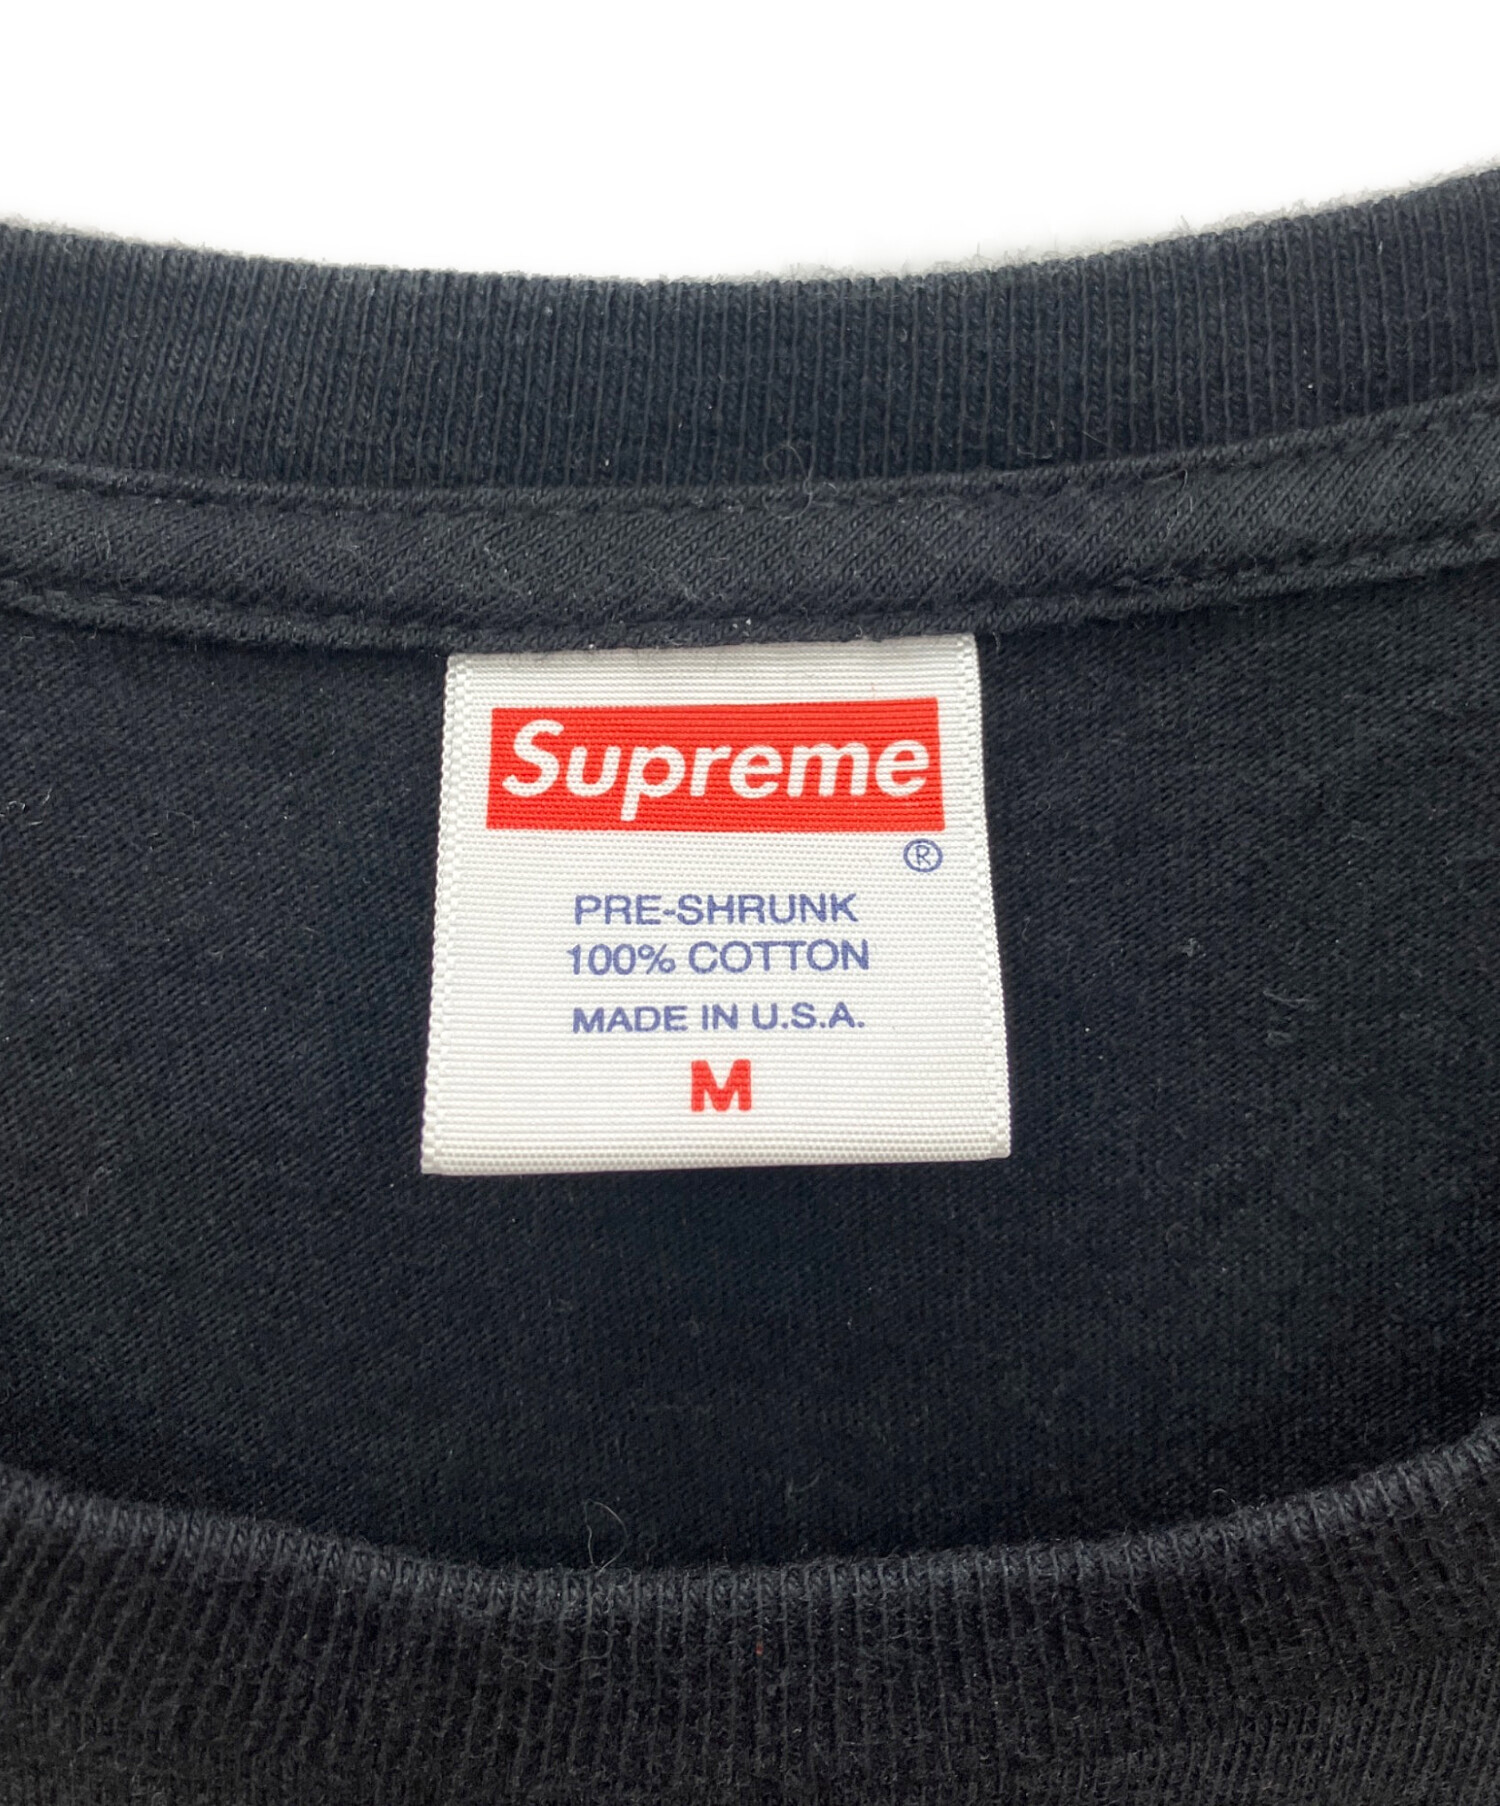 Supreme
®
PRE-SHRUNK
100% COTTON
MADE IN U.S.A.
M